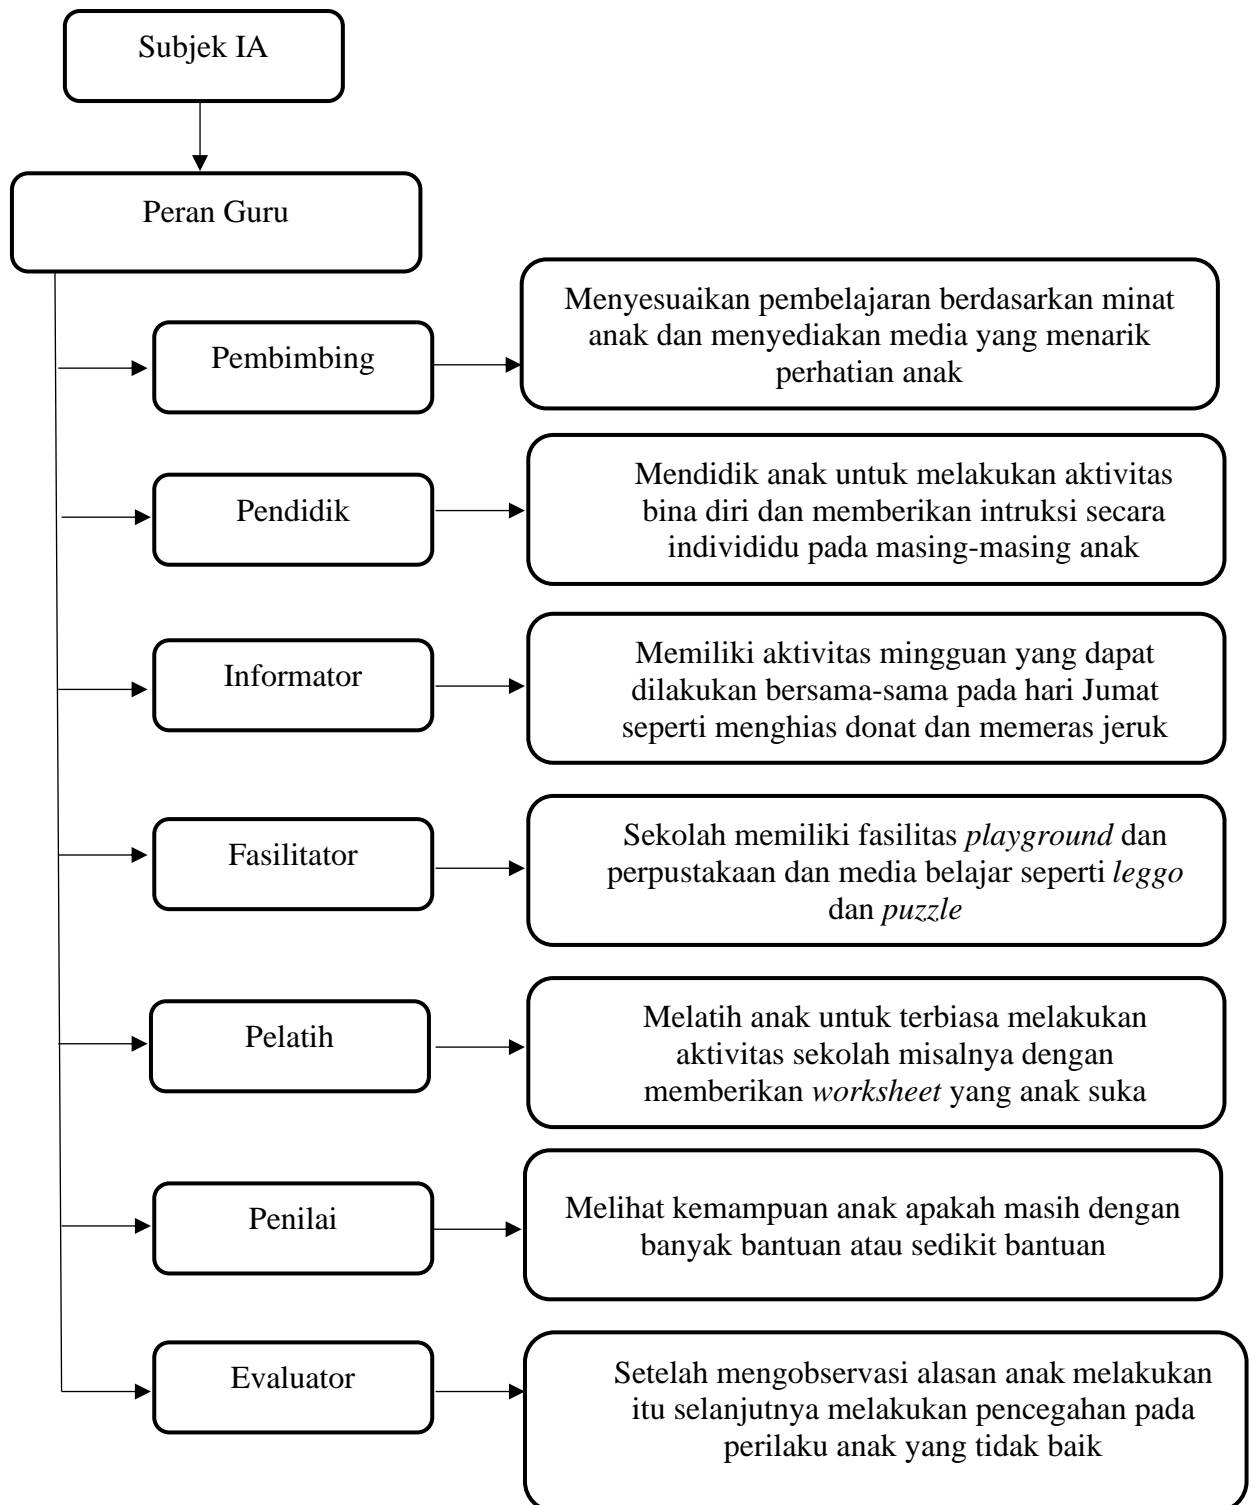 Subjek IA
Peran Guru
Pembimbing
Menyesuaikan pembelajaran berdasarkan minat
anak dan menyediakan media yang menarik
perhatian anak
Pendidik
Mendidik anak untuk melakukan aktivitas
bina diri dan memberikan intruksi secara
individidu pada masing-masing anak
Informator
Memiliki aktivitas mingguan yang dapat
dilakukan bersama-sama pada hari Jumat
seperti menghias donat dan memeras jeruk
Fasilitator
Sekolah memiliki fasilitas playground dan
perpustakaan dan media belajar seperti leggo
dan puzzle
Pelatih
Melatih anak untuk terbiasa melakukan
aktivitas sekolah misalnya dengan
memberikan worksheet yang anak suka
Penilai
Melihat kemampuan anak apakah masih dengan
banyak bantuan atau sedikit bantuan
Evaluator
Setelah mengobservasi alasan anak melakukan
itu selanjutnya melakukan pencegahan pada
perilaku anak yang tidak baik